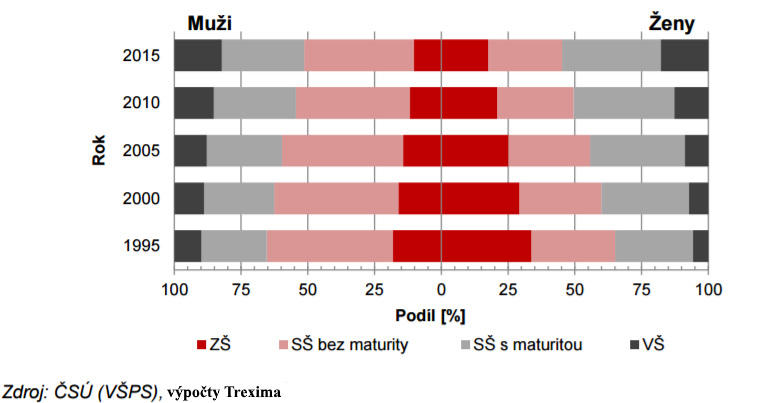 Muži Ženy
2015
2010
2005
2000
1995
Rok
100 75 50 25 0 25 50 75 100
Podíl [%]
ZŠ SŠ bez maturity SŠ s maturitou VŠ
Zdroj: ČSÚ (VŠPS), výpočty Trexima